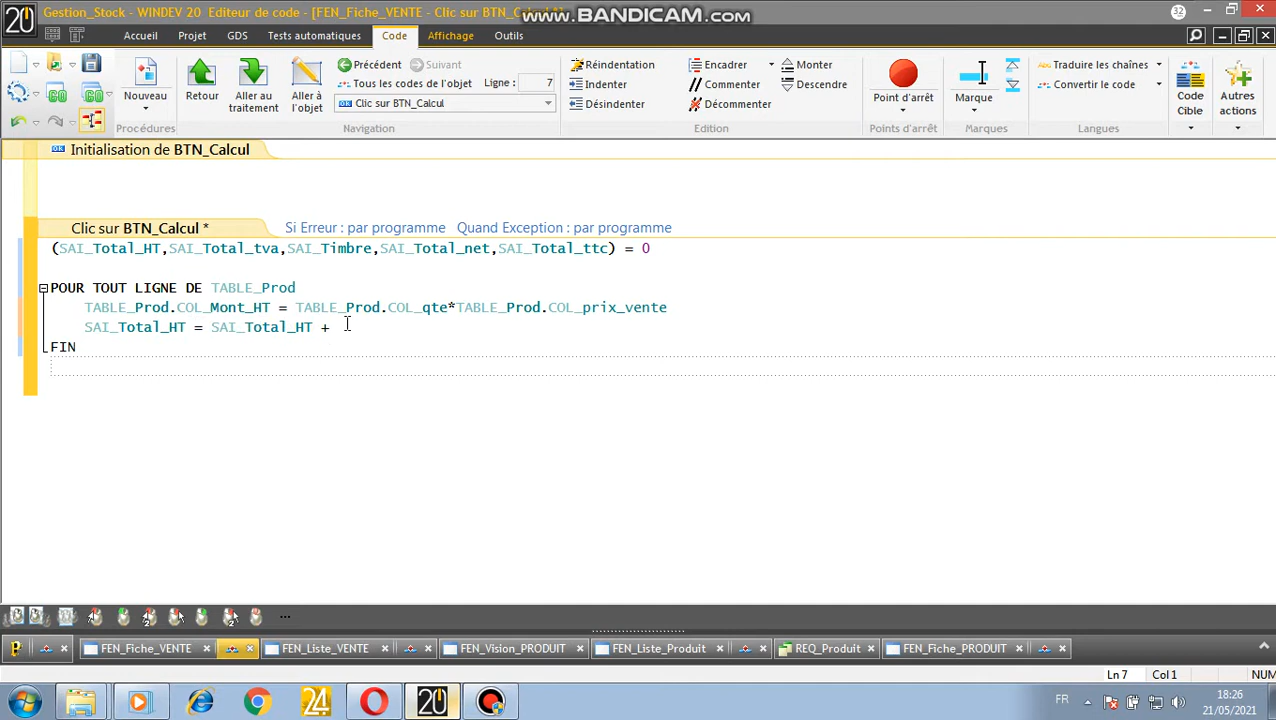 Gestion_Stock - WINDEV 20 Editeur de code - [FEN_Fiche_VENTE - Clic sur BTN_Calcul
www.BANDICAM.com
32
20
Accueil Projet GDS Tests automatiques Code Affichage Outils
Nouveau
Procédures
Retour
Aller au traitement
Aller à l'objet
Précédent Suivant
Tous les codes de l'objet Ligne : 7
Clic sur BTN_Calcul
Navigation
Réindentation
Indenter
Désindenter
Encadrer
Commenter
Décommenter
Monter
Descendre
Edition
Point d'arrêt
Points d'arrêt
Marque
Marques
Traduire les chaînes
Convertir le code
Langues
Code Cible
Autres actions
Initialisation de BTN_Calcul
Clic sur BTN_Calcul * Si Erreur : par programme Quand Exception : par programme
(SAI_Total_HT,SAI_Total_tva,SAI_Timbre,SAI_Total_net,SAI_Total_ttc) = 0
POUR TOUT LIGNE DE TABLE_Prod
TABLE_Prod.COL_Mont_HT = TABLE_Prod.COL_qte*TABLE_Prod.COL_prix_vente
SAI_Total_HT = SAI_Total_HT +
FIN
...
FEN_Fiche_VENTE FEN_Liste_VENTE FEN_Vision_PRODUIT FEN_Liste_Produit REQ_Produit FEN_Fiche_PRODUIT
Ln 7 Col 1 NUM
FR 18:26
21/05/2021